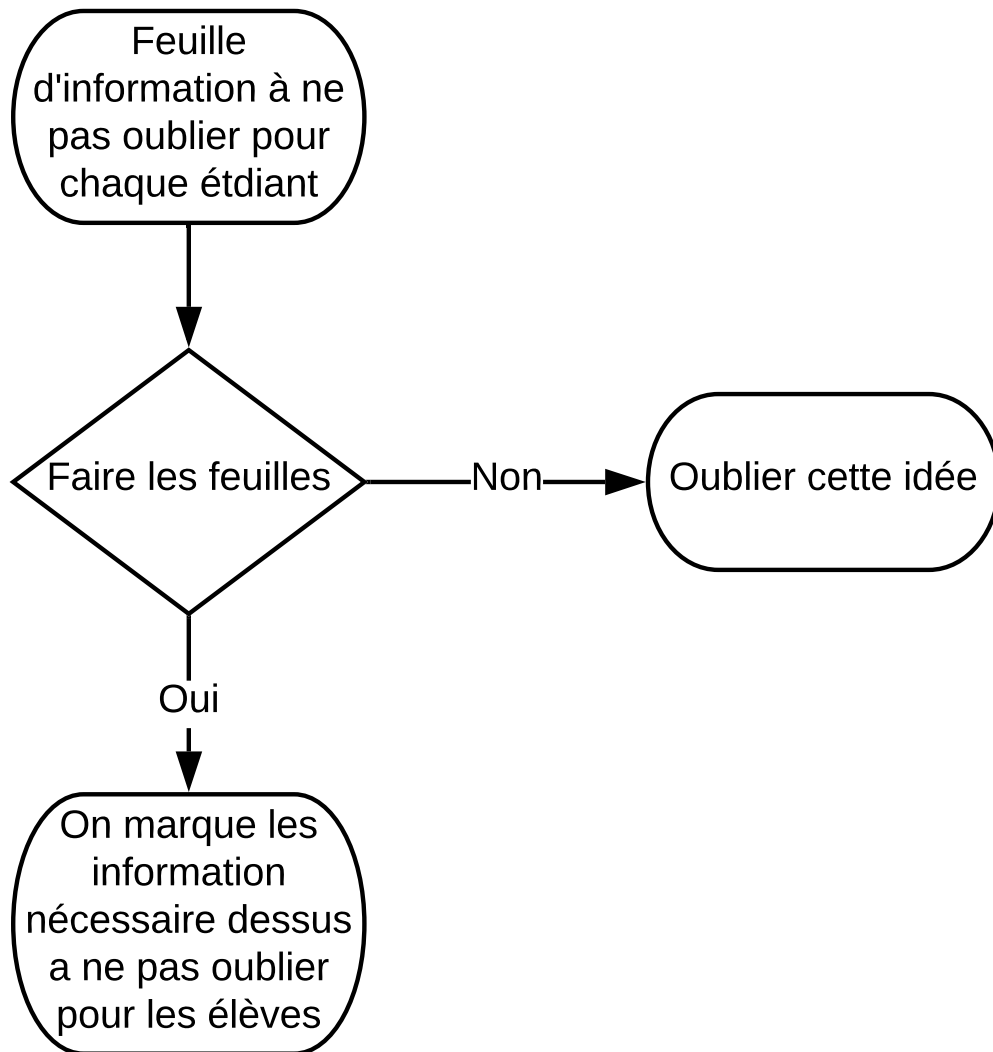 Feuille
d'information à ne
pas oublier pour
chaque étdiant
Faire les feuilles
Non
Oublier cette idée
Oui
On marque les
information
nécessaire dessus
a ne pas oublier
pour les élèves